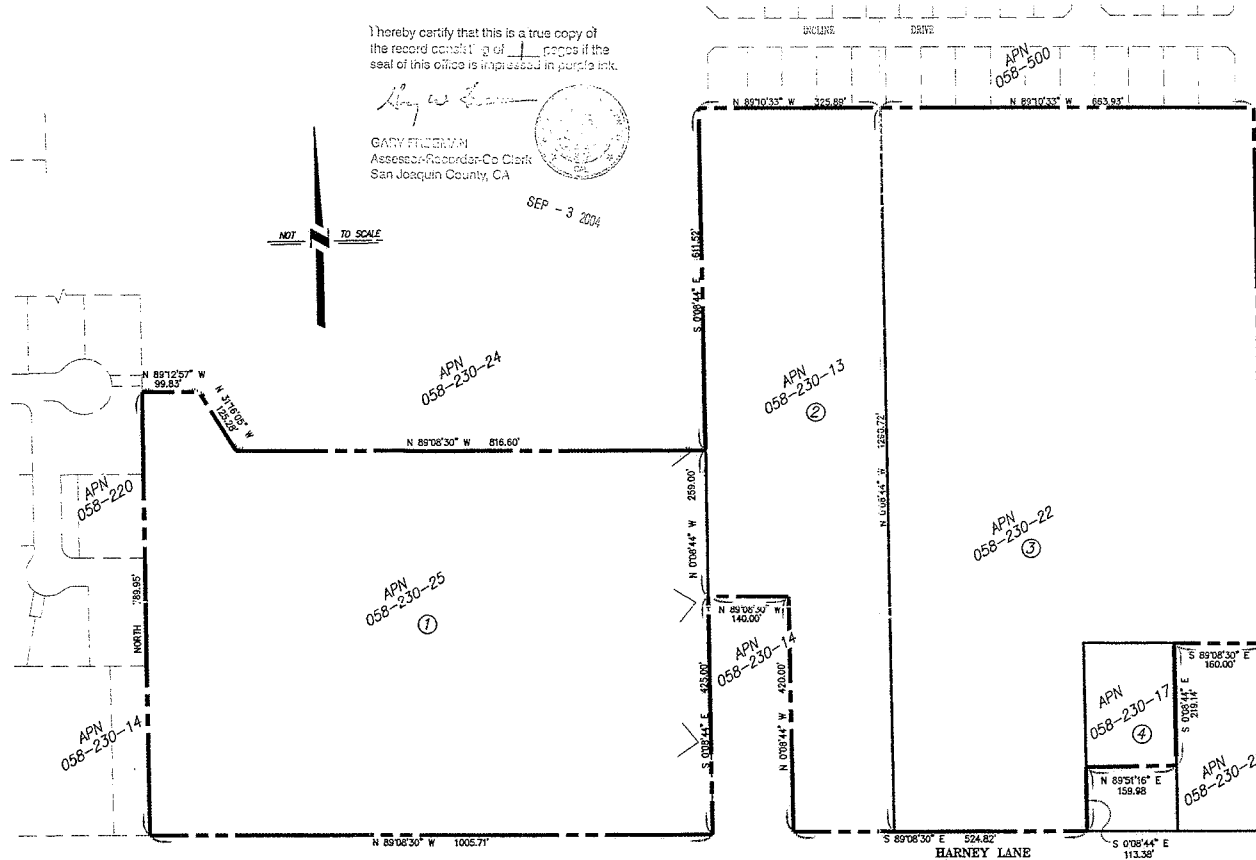 I hereby certify that this is a true copy of
the record consisting of 1 pages if the
seal of this office is impressed in purple ink.
GARY FREEMAN
Assessor-Recorder-Co Clerk
San Joaquin County, CA
SEP - 3 2004
NOT TO SCALE
INCLINE DRIVE
APN
058-500
N 89°10'33" W 325.89'
N 89°10'33" W 663.93'
S 0°08'44" E 611.52'
APN
058-230-24
N 89°12'57" W
99.83'
N 31°16'05" W
125.28'
N 89°08'30" W 816.60'
APN
058-230-13
2
N 0°08'44" W
APN
058-220
N 0°08'44" W 259.00'
APN
058-230-22
3
APN
058-230-25
1
NORTH 789.95'
N 89°08'30" W
140.00'
APN
058-230-14
S 0°08'44" E 425.00'
N 0°08'44" W 420.00'
APN
058-230-14
S 89°08'30" E
160.00'
APN
058-230-17
4
S 0°08'44" E
219.14'
N 89°51'16" E
159.98
APN
058-230-2
N 89°08'30" W 1005.71'
S 89°08'30" E 524.82'
HARNEY LANE
S 0°08'44" E
113.38'